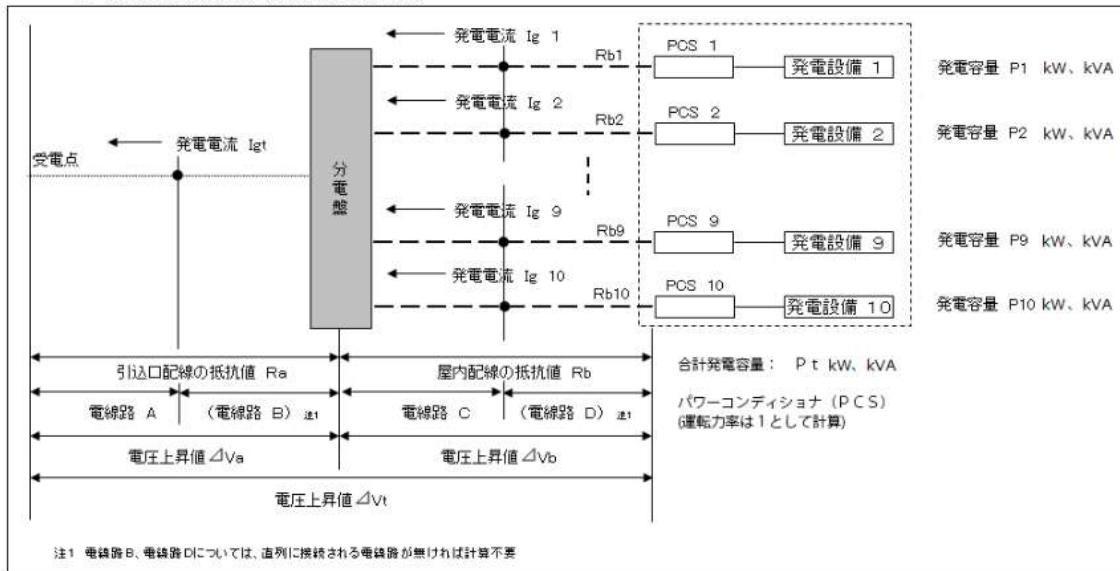 発電電流 Ig 1
Rb1
PCS 1
発電設備 1
発電容量 P1 kW、kVA
発電電流 Ig 2
Rb2
PCS 2
発電設備 2
発電容量 P2 kW、kVA
発電電流 Igt
受電点
分電盤
発電電流 Ig 9
Rb9
PCS 9
発電設備 9
発電容量 P9 kW、kVA
発電電流 Ig 10
Rb10
PCS 10
発電設備 10
発電容量 P10 kW、kVA
引込口配線の抵抗値 Ra
屋内配線の抵抗値 Rb
合計発電容量: Pt kW、kVA
電線路 A
(電線路 B) 注1
電線路 C
(電線路 D) 注1
パワーコンディショナ(PCS)
(運転力率は1として計算)
電圧上昇値⊿Va
電圧上昇値⊿Vb
電圧上昇値⊿Vt
注1 電線路B、電線路Dについては、直列に接続される電線路が無ければ計算不要